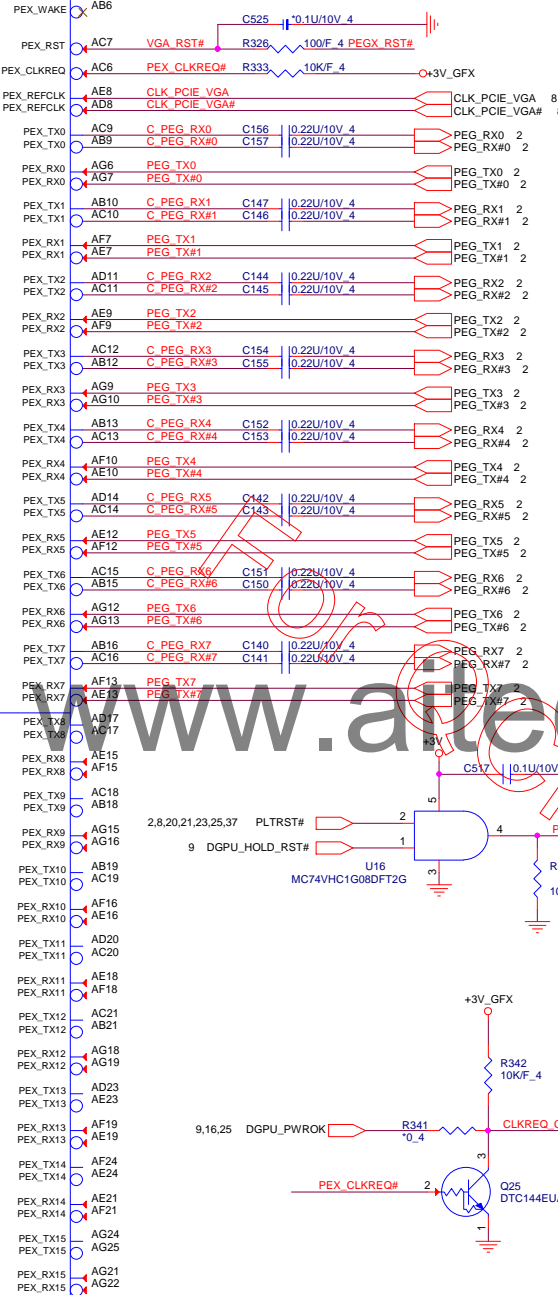 PEX_WAKE AB6
C525 *0.1U/10V_4
PEX_RST AC7 VGA_RST# R326 100/F_4 PEGX_RST#
PEX_CLKREQ AC6 PEX_CLKREQ# R333 10K/F_4 +3V_GFX
PEX_REFCLK AE8 CLK_PCIE_VGA CLK_PCIE_VGA 8
PEX_REFCLK AD8 CLK_PCIE_VGA# CLK_PCIE_VGA#
PEX_TX0 AC9 C_PEG_RX0 C156 0.22U/10V_4 PEG_RX0 2
PEX_TX0 AB9 C_PEG_RX#0 C157 0.22U/10V_4 PEG_RX#0 2
PEX_RX0 AG6 PEG_TX0 PEG_TX0 2
PEX_RX0 AG7 PEG_TX#0 PEG_TX#0 2
PEX_TX1 AB10 C_PEG_RX1 C147 0.22U/10V_4 PEG_RX1 2
PEX_TX1 AC10 C_PEG_RX#1 C146 0.22U/10V_4 PEG_RX#1 2
PEX_RX1 AF7 PEG_TX1 PEG_TX1 2
PEX_RX1 AE7 PEG_TX#1 PEG_TX#1 2
PEX_TX2 AD11 C_PEG_RX2 C144 0.22U/10V_4 PEG_RX2 2
PEX_TX2 AC11 C_PEG_RX#2 C145 0.22U/10V_4 PEG_RX#2 2
PEX_RX2 AE9 PEG_TX2 PEG_TX2 2
PEX_RX2 AF9 PEG_TX#2 PEG_TX#2 2
PEX_TX3 AC12 C_PEG_RX3 C154 0.22U/10V_4 PEG_RX3 2
PEX_TX3 AB12 C_PEG_RX#3 C155 0.22U/10V_4 PEG_RX#3 2
PEX_RX3 AG9 PEG_TX3 PEG_TX3 2
PEX_RX3 AG10 PEG_TX#3 PEG_TX#3 2
PEX_TX4 AB13 C_PEG_RX4 C152 0.22U/10V_4 PEG_RX4 2
PEX_TX4 AC13 C_PEG_RX#4 C153 0.22U/10V_4 PEG_RX#4 2
PEX_RX4 AF10 PEG_TX4 PEG_TX4 2
PEX_RX4 AE10 PEG_TX#4 PEG_TX#4 2
PEX_TX5 AD14 C_PEG_RX5 C142 0.22U/10V_4 PEG_RX5 2
PEX_TX5 AC14 C_PEG_RX#5 C143 0.22U/10V_4 PEG_RX#5 2
PEX_RX5 AE12 PEG_TX5 PEG_TX5 2
PEX_RX5 AF12 PEG_TX#5 PEG_TX#5 2
PEX_TX6 AC15 C_PEG_RX6 C151 0.22U/10V_4 PEG_RX6 2
PEX_TX6 AB15 C_PEG_RX#6 C150 0.22U/10V_4 PEG_RX#6 2
PEX_RX6 AG12 PEG_TX6 PEG_TX6 2
PEX_RX6 AG13 PEG_TX#6 PEG_TX#6 2
PEX_TX7 AB16 C_PEG_RX7 C140 0.22U/10V_4 PEG_RX7 2
PEX_TX7 AC16 C_PEG_RX#7 C141 0.22U/10V_4 PEG_RX#7 2
PEX_RX7 AF13 PEG_TX7 PEG_TX7 2
PEX_RX7 AE13 PEG_TX#7 PEG_TX#7 2
www.aite
PEX_TX8 AD17
PEX_TX8 AC17
+3V
PEX_RX8 AE15
PEX_RX8 AF15
C517 0.1U/10V
PEX_TX9 AC18
PEX_TX9 AB18
5
2,8,20,21,23,25,37 PLTRST# 2
PEX_RX9 AG15
4
PEX_RX9 AG16
9 DGPU_HOLD_RST# 1
U16
3
MC74VHC1G08DFT2G
PEX_TX10 AB19
PEX_TX10 AC19
PEX_RX10 AF16
PEX_RX10 AE16
PEX_TX11 AD20
PEX_TX11 AC20
PEX_RX11 AE18
PEX_RX11 AF18
+3V_GFX
PEX_TX12 AC21
PEX_TX12 AB21
PEX_RX12 AG18
PEX_RX12 AG19
R342
10K/F_4
PEX_TX13 AD23
PEX_TX13 AE23
PEX_RX13 AF19
PEX_RX13 AE19
9,16,25 DGPU_PWROK R341 CLKREQ_
*0_4
3
PEX_TX14 AF24
PEX_TX14 AE24
PEX_CLKREQ# 2
Q25
DTC144EU
1
PEX_RX14 AE21
PEX_RX14 AF21
PEX_TX15 AG24
PEX_TX15 AG25
PEX_RX15 AG21
PEX_RX15 AG22